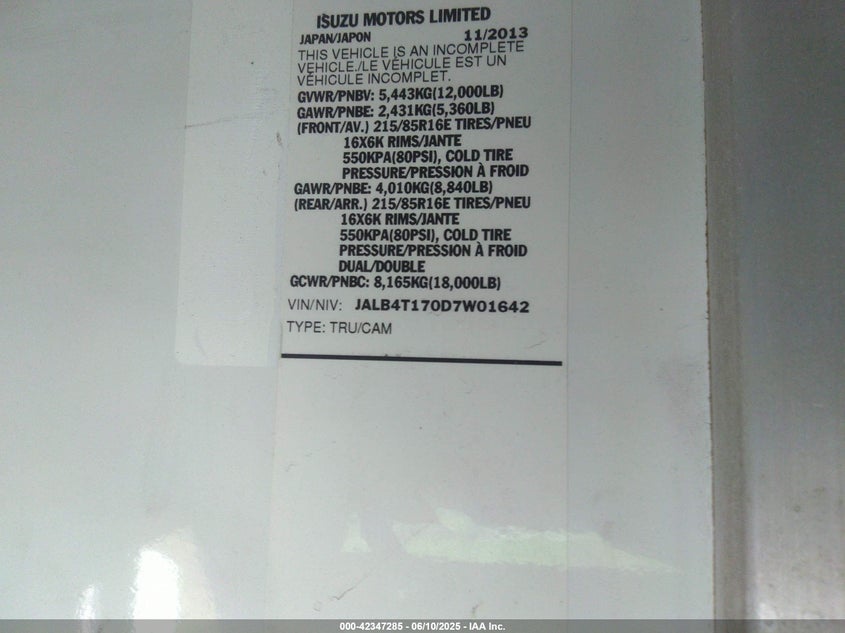 ISUZU MOTORS LIMITED
JAPAN/JAPON 11/2013
THIS VEHICLE IS AN INCOMPLETE
VEHICLE./LE VÉHICULE EST UN
VÉHICULE INCOMPLET.
GVWR/PNBV: 5,443KG(12,000LB)
GAWR/PNBE: 2,431KG(5,360LB)
(FRONT/AV.) 215/85R16E TIRES/PNEU
16X6K RIMS/JANTE
550KPA(80PSI), COLD TIRE
PRESSURE/PRESSION À FROID
GAWR/PNBE: 4,010KG(8,840LB)
(REAR/ARR.) 215/85R16E TIRES/PNEU
16X6K RIMS/JANTE
550KPA(80PSI), COLD TIRE
PRESSURE/PRESSION À FROID
DUAL/DOUBLE
GCWR/PNBC: 8,165KG(18,000LB)
VIN/NIV: JALB4T170D7W01642
TYPE: TRU/CAM
000-42347285 - 06/10/2025 - IAA Inc.